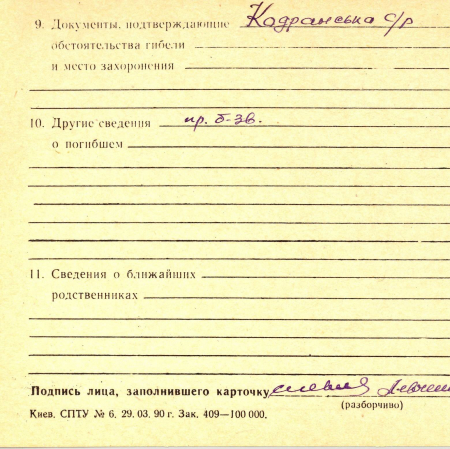 9. Документы, подтверждающие Кодранська с/р
обстоятельства гибели
и место захоронения
10. Другие сведения пр. б-зв.
о погибшем
11. Сведения о ближайших
родственниках
Подпись лица, заполнившего карточку
(разборчиво)
Киев. СПТУ № 6. 29. 03. 90 г. Зак. 409—100 000.